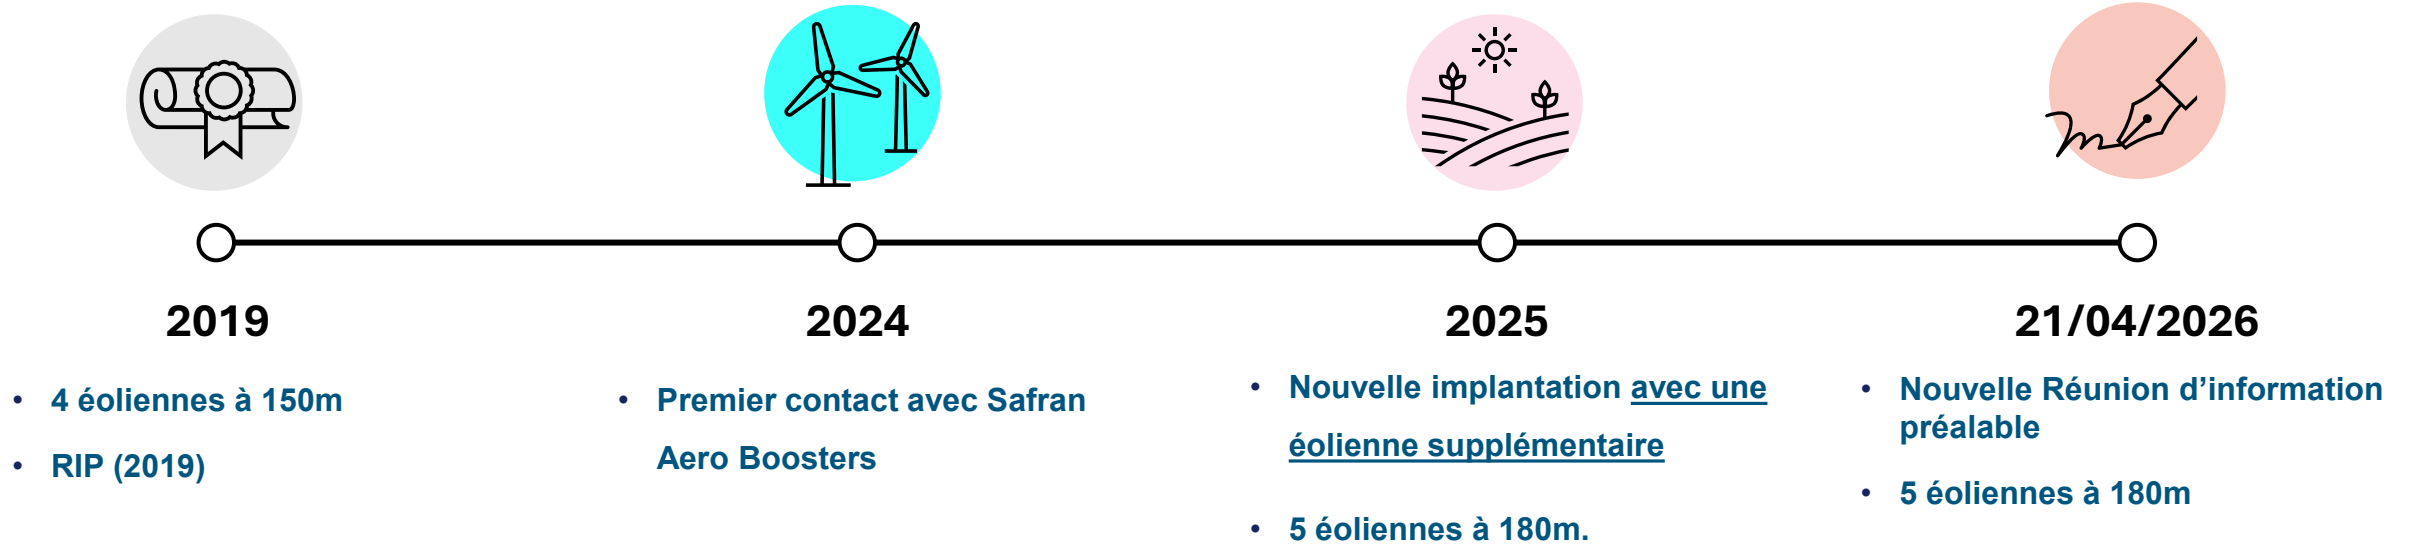 2019
• 4 éoliennes à 150m
• RIP (2019)
2024
• Premier contact avec Safran
Aero Boosters
2025
• Nouvelle implantation avec une
éolienne supplémentaire
• 5 éoliennes à 180m.
21/04/2026
• Nouvelle Réunion d’information
préalable
• 5 éoliennes à 180m